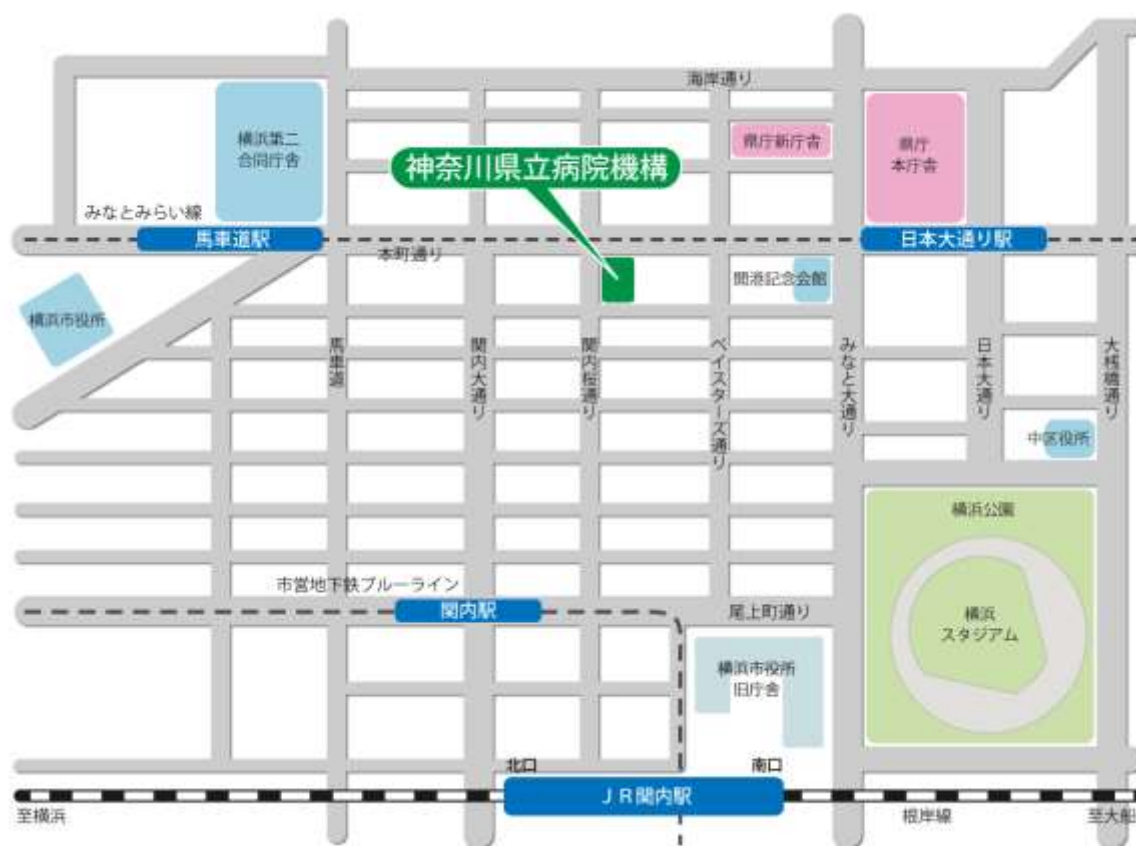 海岸通り
横浜第二
合同庁舎
県庁新庁舎
県庁
本庁舎
神奈川県立病院機構
みなとみらい線
馬車道駅
日本大通り駅
本町通り
開港記念会館
横浜市役所
馬車道
関内大通り
関内桜通り
ベイスターズ通り
みなと大通り
日本大通り
大桟橋通り
中区役所
横浜公園
市営地下鉄ブルーライン
関内駅
尾上町通り
横浜
スタジアム
横浜市役所
旧庁舎
北口
南口
JR関内駅
至横浜
根岸線
至大船